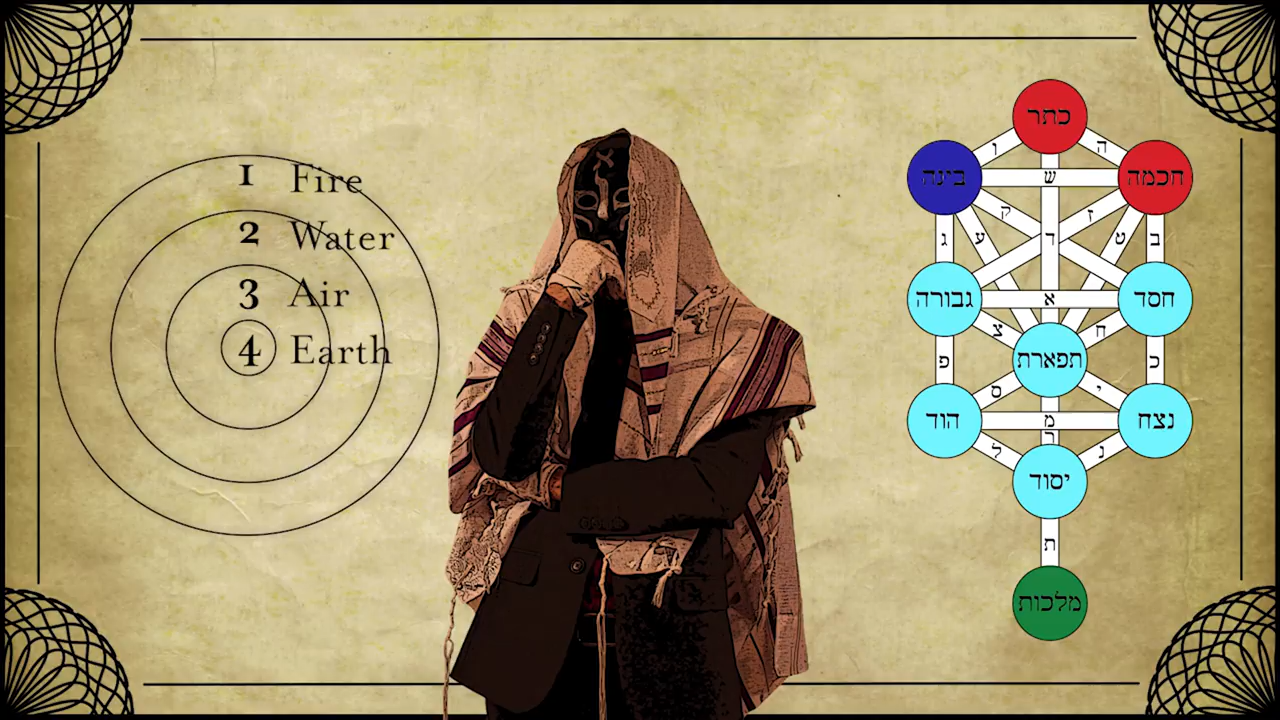 1 Fire
2 Water
3 Air
4 Earth
כתר
ו
ה
בינה
ש
חכמה
ק
ז
ג
ע
ד
ט
ב
גבורה
א
חסד
צ
ח
פ
תפארת
כ
ס
י
הוד
מ
נצח
ר
ל
נ
יסוד
ת
מלכות